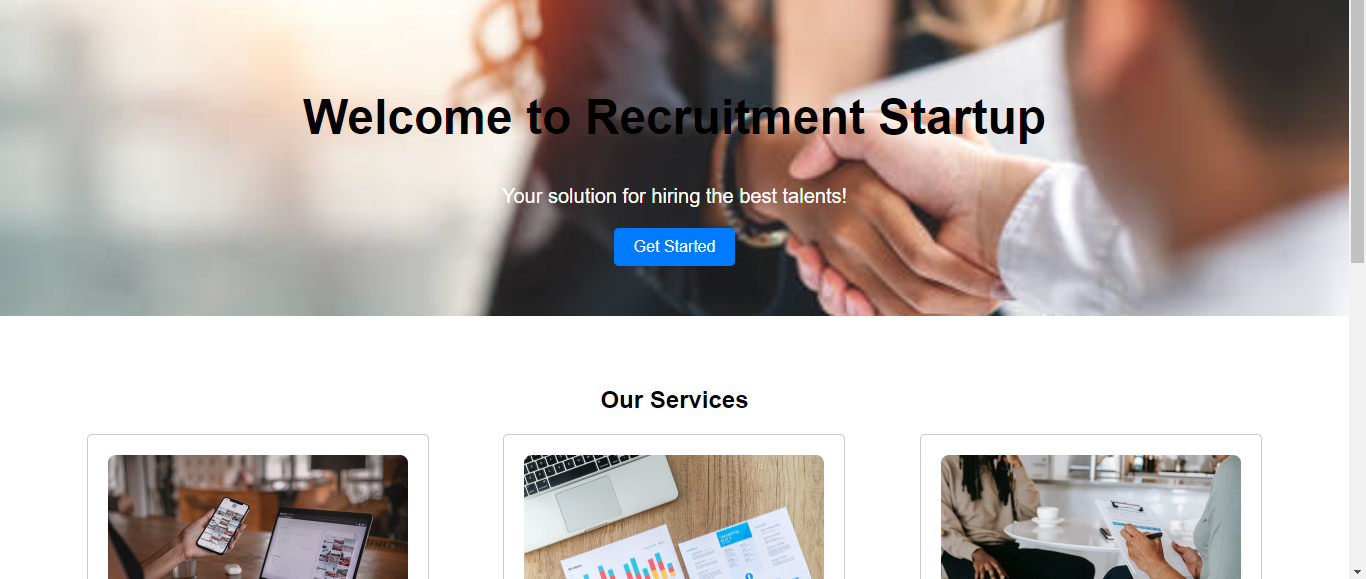 Welcome to Recruitment Startup
Your solution for hiring the best talents!
Get Started
Our Services